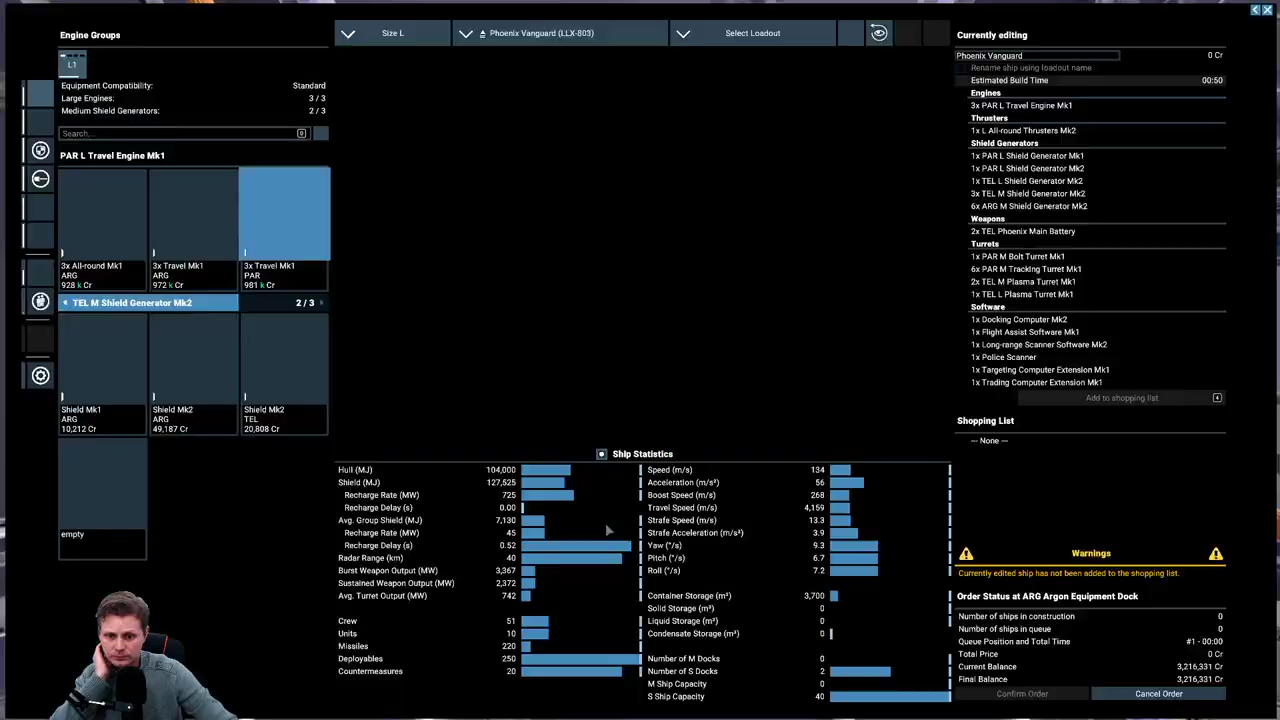 Engine Groups
L1
Equipment Compatibility: Standard
Large Engines: 3 / 3
Medium Shield Generators: 2 / 3
Search...
PAR L Travel Engine Mk1
3x All-round Mk1 3x Travel Mk1 3x Travel Mk1
ARG ARG PAR
928 k Cr 972 k Cr 981 k Cr
TEL M Shield Generator Mk2 2 / 3
Shield Mk1 Shield Mk2 Shield Mk2
ARG ARG TEL
10,212 Cr 49,187 Cr 20,808 Cr
empty
Size L Phoenix Vanguard (LLX-803) Select Loadout
Ship Statistics
Hull (MJ) 104,000
Shield (MJ) 127,525
Recharge Rate (MW) 725
Recharge Delay (s) 0.00
Avg. Group Shield (MJ) 7,130
Recharge Rate (MW) 45
Recharge Delay (s) 0.52
Radar Range (km) 40
Burst Weapon Output (MW) 3,367
Sustained Weapon Output (MW) 2,372
Avg. Turret Output (MW) 742
Crew 51
Units 10
Missiles 220
Deployables 250
Countermeasures 20
Speed (m/s) 134
Acceleration (m/s²) 56
Boost Speed (m/s) 268
Travel Speed (m/s) 4,159
Strafe Speed (m/s) 13.3
Strafe Acceleration (m/s²) 3.9
Yaw (°/s) 9.3
Pitch (°/s) 6.7
Roll (°/s) 7.2
Container Storage (m³) 3,700
Solid Storage (m³) 0
Liquid Storage (m³) 0
Condensate Storage (m³) 0
Number of M Docks 0
Number of S Docks 2
M Ship Capacity 0
S Ship Capacity 40
Currently editing
Phoenix Vanguard 0 Cr
Rename ship using loadout name
Estimated Build Time 00:50
Engines
3x PAR L Travel Engine Mk1
Thrusters
1x L All-round Thrusters Mk2
Shield Generators
1x PAR L Shield Generator Mk1
1x PAR L Shield Generator Mk2
1x TEL L Shield Generator Mk2
3x TEL M Shield Generator Mk2
6x ARG M Shield Generator Mk2
Weapons
2x TEL Phoenix Main Battery
Turrets
1x PAR M Bolt Turret Mk1
6x PAR M Tracking Turret Mk1
2x TEL M Plasma Turret Mk1
1x TEL L Plasma Turret Mk1
Software
1x Docking Computer Mk2
1x Flight Assist Software Mk1
1x Long-range Scanner Software Mk2
1x Police Scanner
1x Targeting Computer Extension Mk1
1x Trading Computer Extension Mk1
Add to shopping list
Shopping List
--- None ---
Warnings
Currently edited ship has not been added to the shopping list.
Order Status at ARG Argon Equipment Dock
Number of ships in construction 0
Number of ships in queue 0
Queue Position and Total Time #1 - 00:00
Total Price 0 Cr
Current Balance 3,216,331 Cr
Final Balance 3,216,331 Cr
Confirm Order Cancel Order